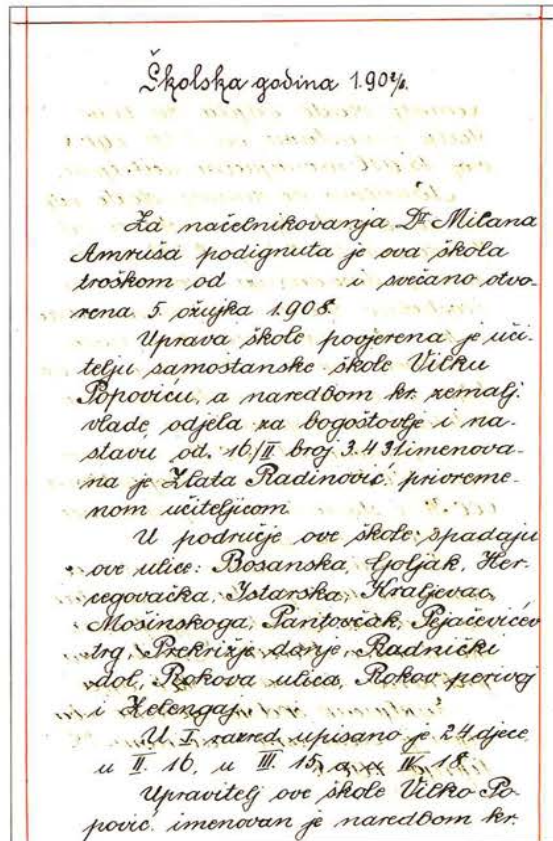 Školska godina 1907/8.
Za načelnikovanja Dr Milana
Amruša podignuta je ova škola
troškom od i svečano otvo-
rena 5. ožujka 1908.
Uprava škole povjerena je uči-
telju samostanske škole Vilku
Popoviću, a naredbom kr. zemalj.
vlade, odjela za bogoštovlje i na-
stavu od 16/II broj 3.431 imenova-
na je Zlata Radinović privreme-
nom učiteljicom.
U područje ove škole spadaju
ove ulice: Bosanska, Goljak, Her-
cegovačka, Istarska, Kraljevac,
Mošinskoga, Pantovčak, Pejačevićev
trg, Prekrižje donje, Radnički
dol, Rokova ulica, Rokov perivoj
i Zelengaj.
U I razred upisano je 24 djece,
u II. 16, u III. 15, a u IV. 18.
Upravitelj ove škole Vilko Po-
pović imenovan je naredbom kr.